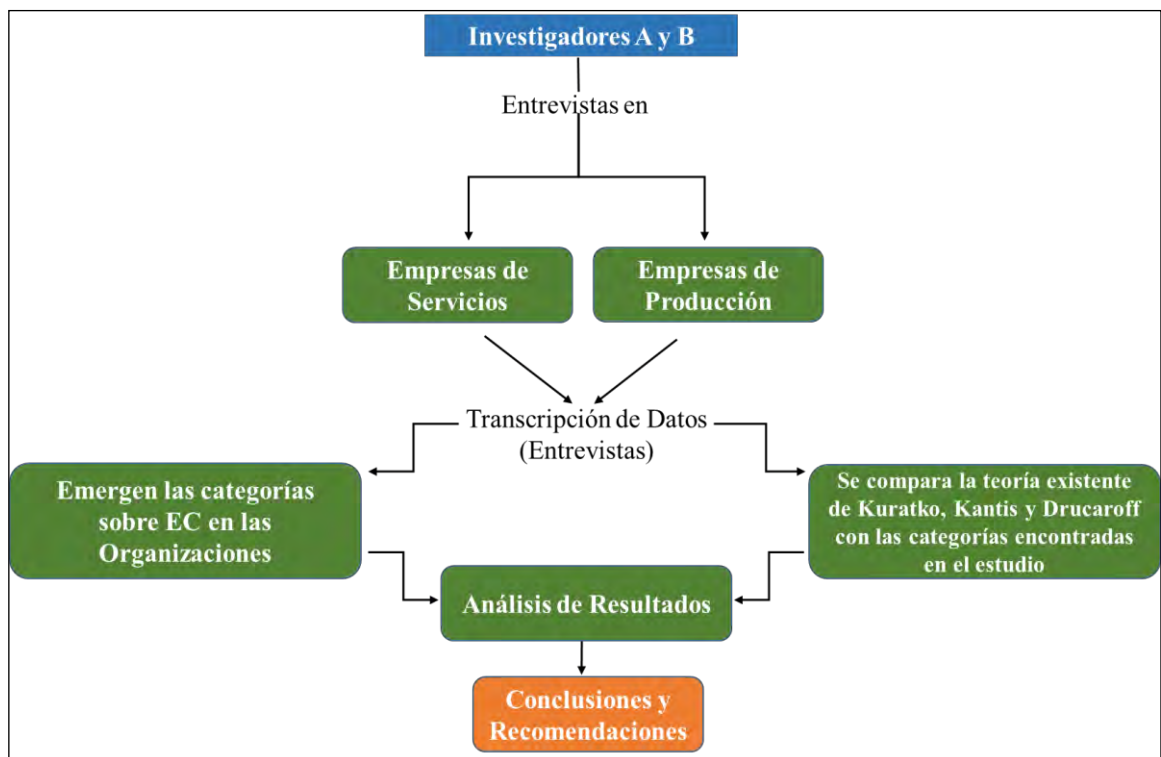 Investigadores A y B
Entrevistas en
Empresas de
Servicios
Empresas de
Producción
Transcripción de Datos
(Entrevistas)
Emergen las categorías
sobre EC en las
Organizaciones
Se compara la teoría existente
de Kuratko, Kantis y Drucaroff
con las categorías encontradas
en el estudio
Análisis de Resultados
Conclusiones y
Recomendaciones